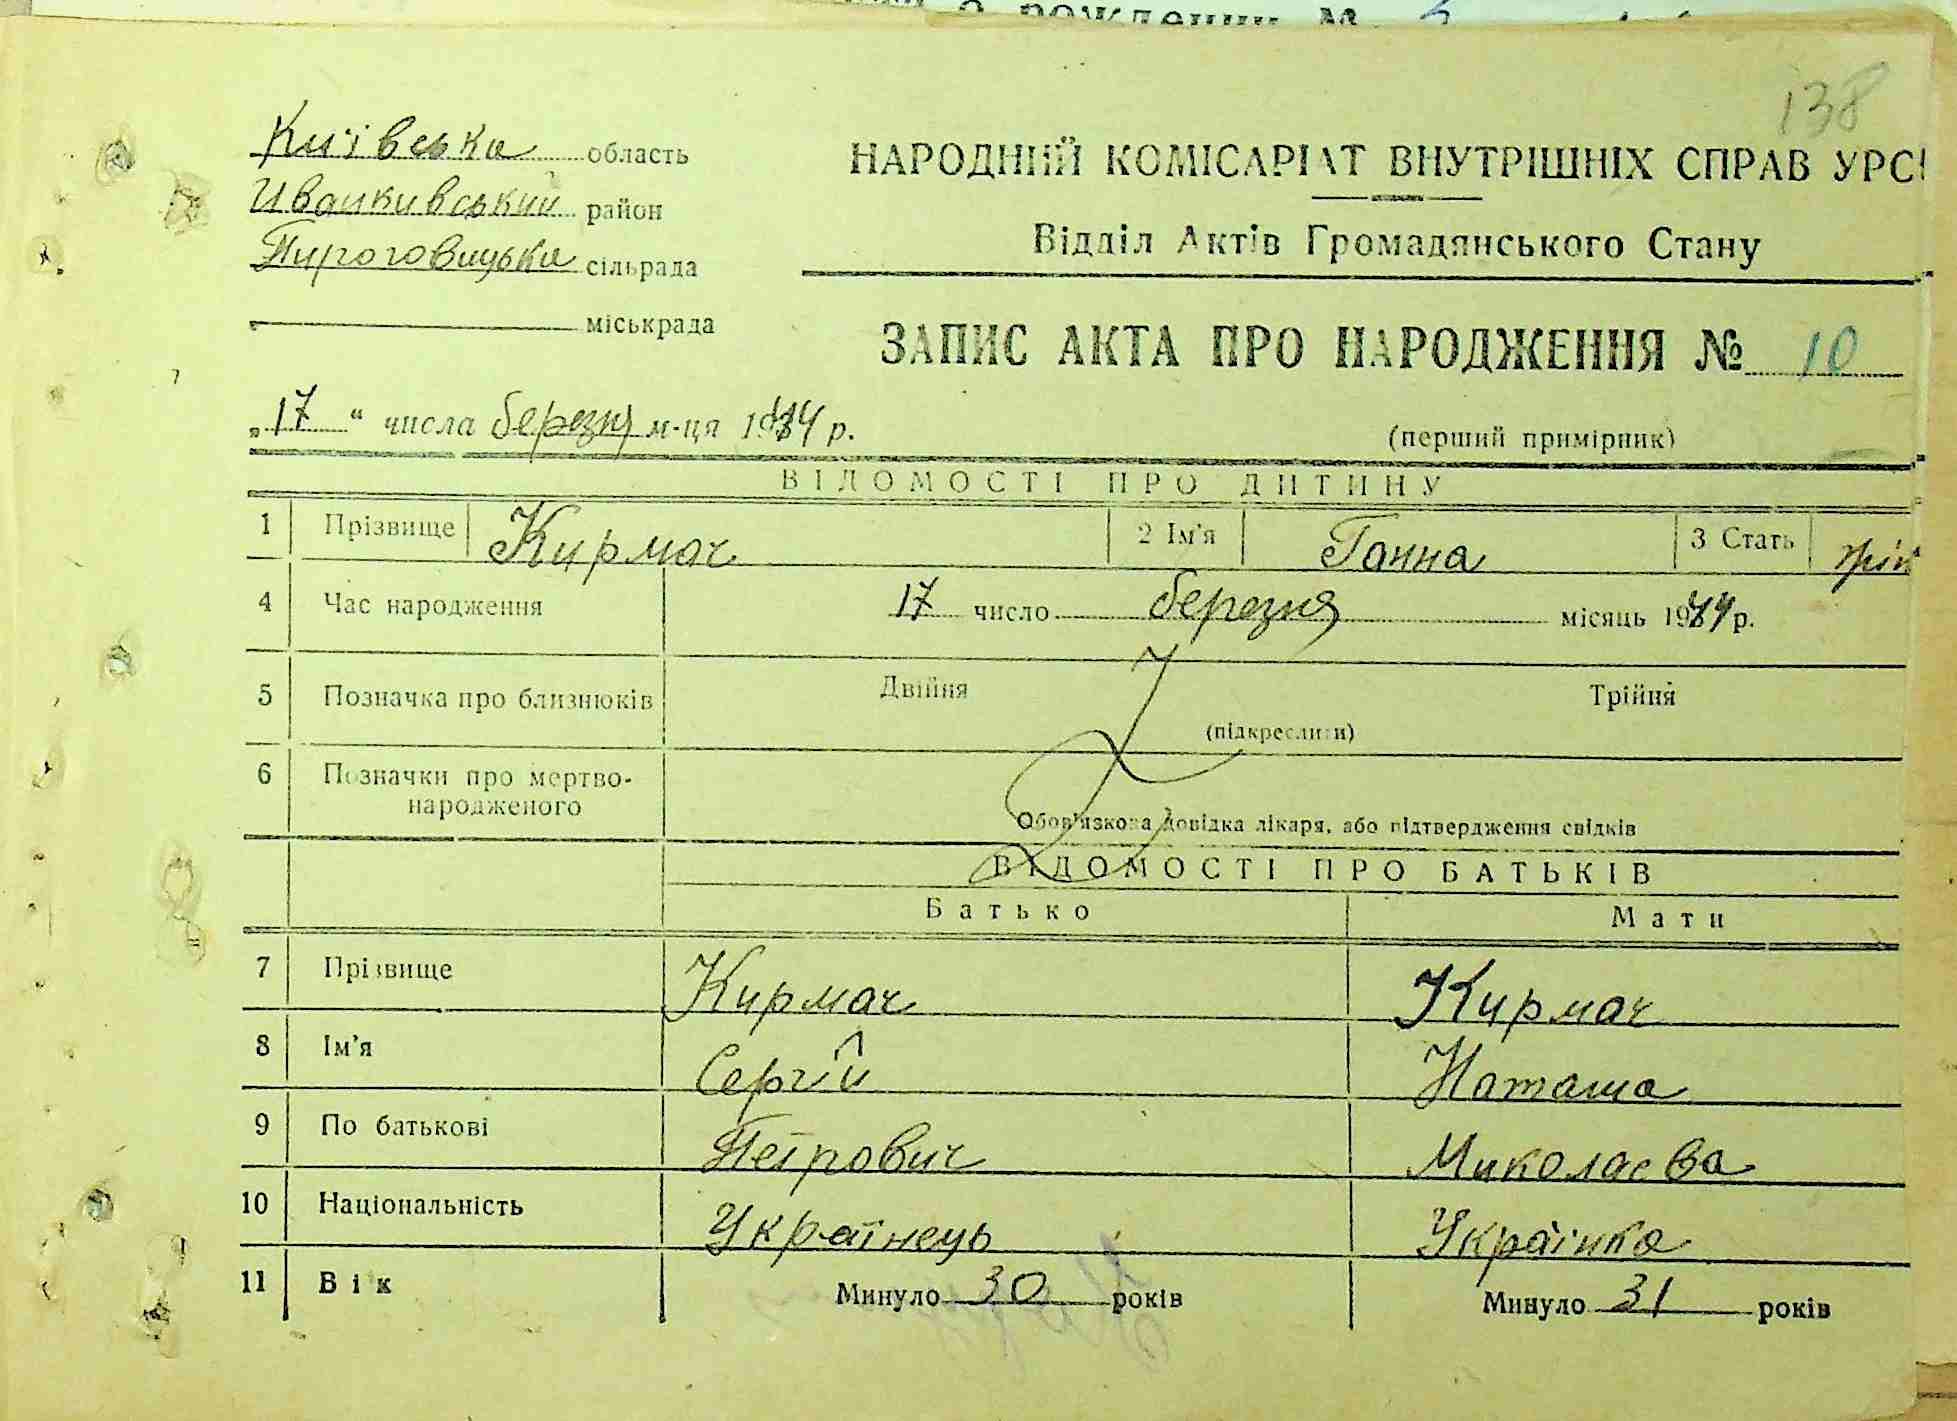 138
Київська область
Иванкивський район
Пироговицька сільрада
міськрада
НАРОДНИЙ КОМІСАРІАТ ВНУТРІШНІХ СПРАВ УРС
Відділ Актів Громадянського Стану
ЗАПИС АКТА ПРО НАРОДЖЕННЯ № 10
„17“ числа березня м-ця 1944 р.
(перший примірник)
ВІДОМОСТІ ПРО ДИТИНУ
1 Прізвище Кирмач 2 Ім'я Ганна 3 Стать
4 Час народження 17 число березня місяць 1944 р.
5 Позначка про близнюків Двійня Трійня
(підкреслити)
6 Позначки про мертво-
народженого
Обов'язкова довідка лікаря, або підтвердження свідків
ВІДОМОСТІ ПРО БАТЬКІВ
Батько Мати
7 Прізвище Кирмач Кирмач
8 Ім'я Сергій Наташа
9 По батькові Петрович Миколаєва
10 Національність Українець Українка
11 Вік Минуло 30 років Минуло 31 років